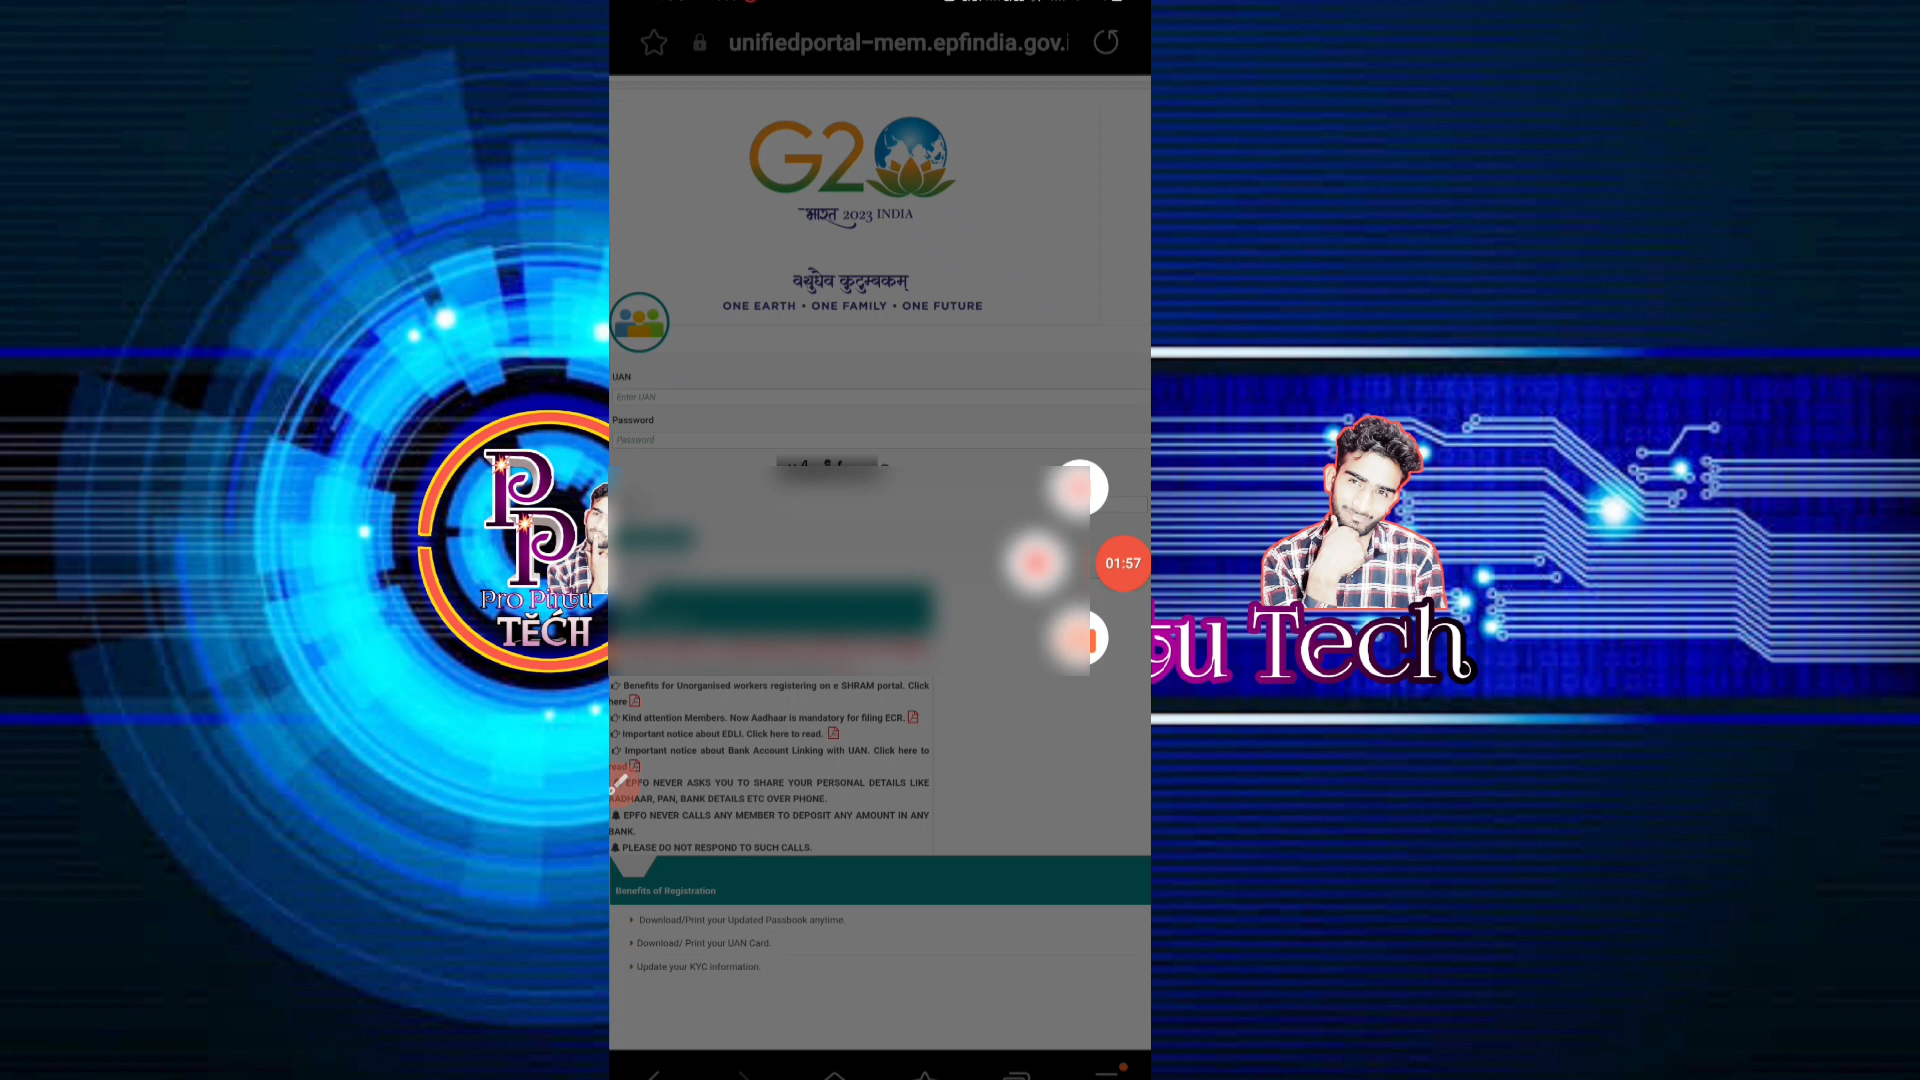 unifiedportal-mem.epfindia.gov.i
G20
भारत 2023 INDIA
वसुधैव कुटुम्बकम्
ONE EARTH • ONE FAMILY • ONE FUTURE
UAN
Enter UAN
Password
Password
01:57
PP
Pro Pintu
TĔĆH
tu Tech
Benefits for Unorganised workers registering on e SHRAM portal. Click
here
Kind attention Members. Now Aadhaar is mandatory for filing ECR.
Important notice about EDLI. Click here to read.
Important notice about Bank Account Linking with UAN. Click here to
read
EPFO NEVER ASKS YOU TO SHARE YOUR PERSONAL DETAILS LIKE
AADHAAR, PAN, BANK DETAILS ETC OVER PHONE.
EPFO NEVER CALLS ANY MEMBER TO DEPOSIT ANY AMOUNT IN ANY
BANK.
PLEASE DO NOT RESPOND TO SUCH CALLS.
Benefits of Registration
Download/Print your Updated Passbook anytime.
Download/ Print your UAN Card.
Update your KYC information.